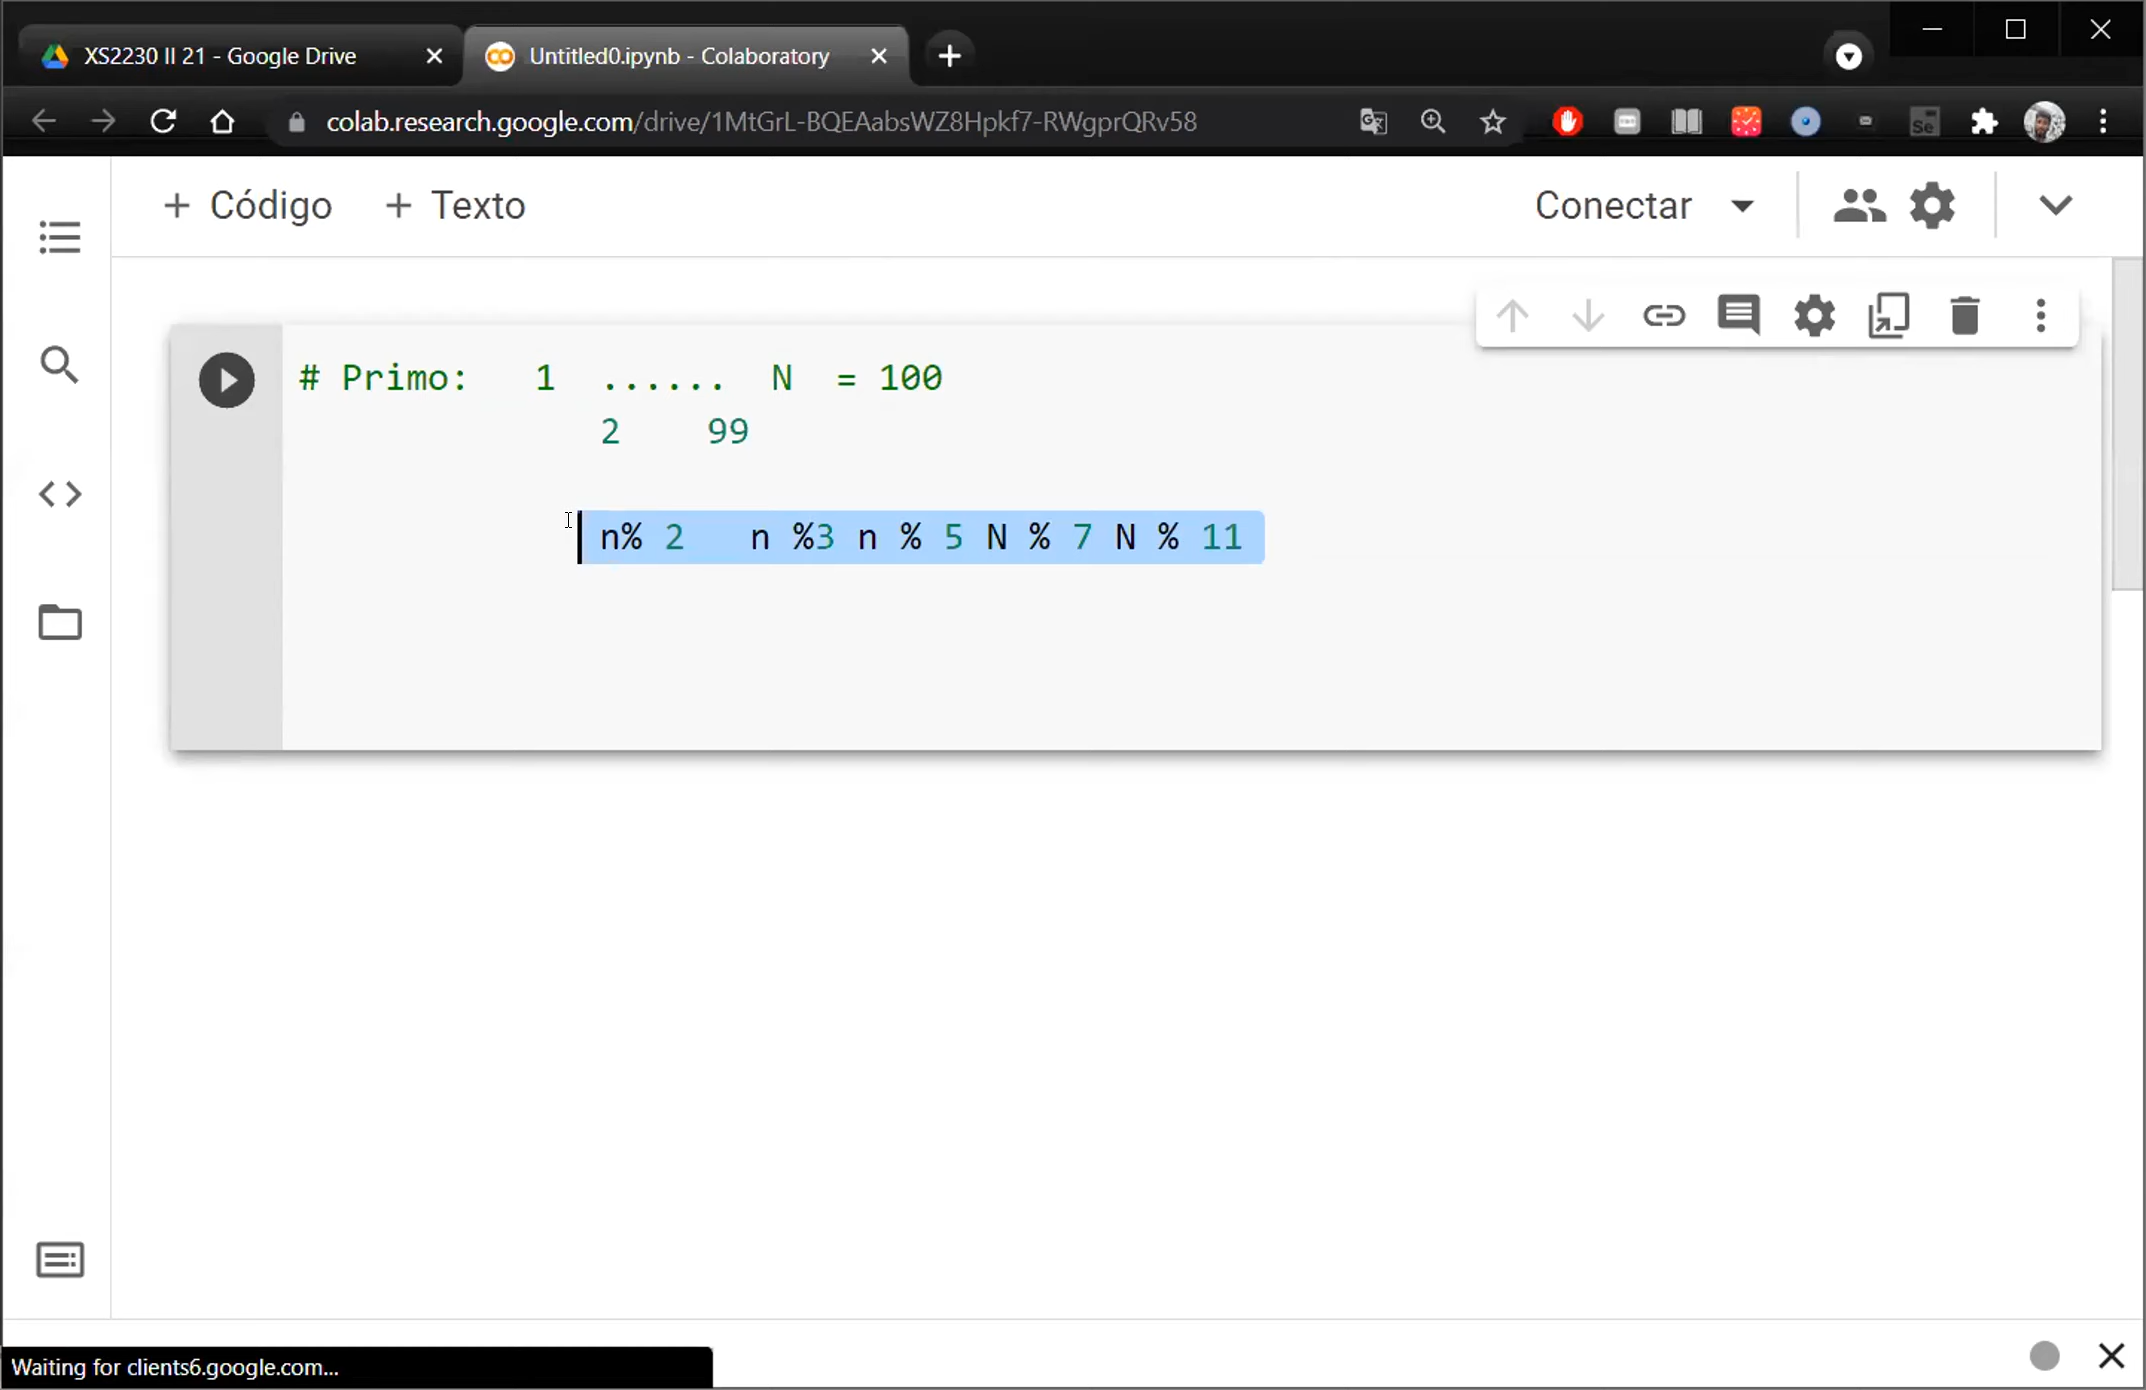 XS2230 II 21 - Google Drive
Untitled0.ipynb - Colaboratory
colab.research.google.com/drive/1MtGrL-BQEAabsWZ8Hpkf7-RWgprQRv58
Se
+ Código + Texto
Conectar
# Primo: 1 ...... N = 100
2 99
n% 2 n %3 n % 5 N % 7 N % 11
Waiting for clients6.google.com...